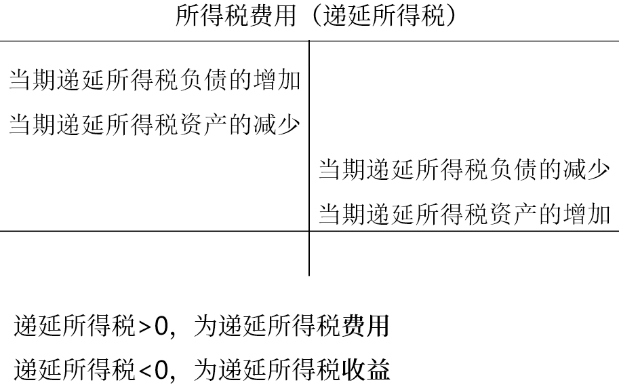 所得税费用（递延所得税）
当期递延所得税负债的增加
当期递延所得税资产的减少
当期递延所得税负债的减少
当期递延所得税资产的增加
递延所得税>0，为递延所得税费用
递延所得税<0，为递延所得税收益